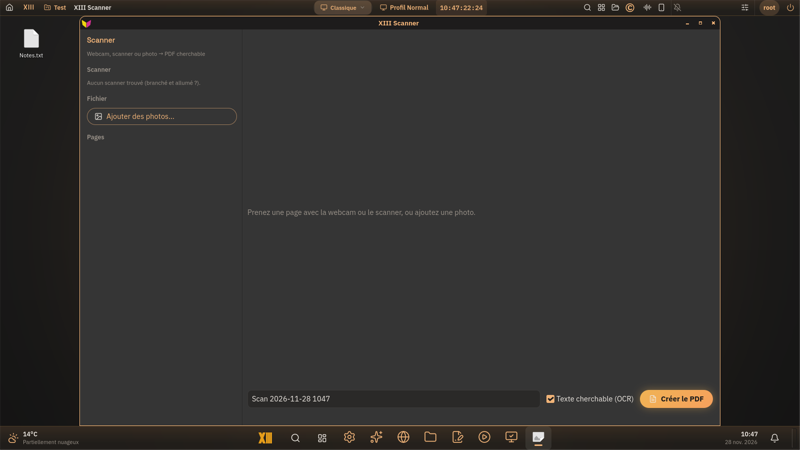 XIII Test XIII Scanner Classique Profil Normal 10:47:22:24 root
XIII Scanner
Notes.txt
Scanner
Webcam, scanner ou photo → PDF cherchable
Scanner
Aucun scanner trouvé (branché et allumé ?).
Fichier
Ajouter des photos...
Pages
Prenez une page avec la webcam ou le scanner, ou ajoutez une photo.
Scan 2026-11-28 1047
Texte cherchable (OCR)
Créer le PDF
14°C
Partiellement nuageux
XIII
10:47
28 nov. 2026